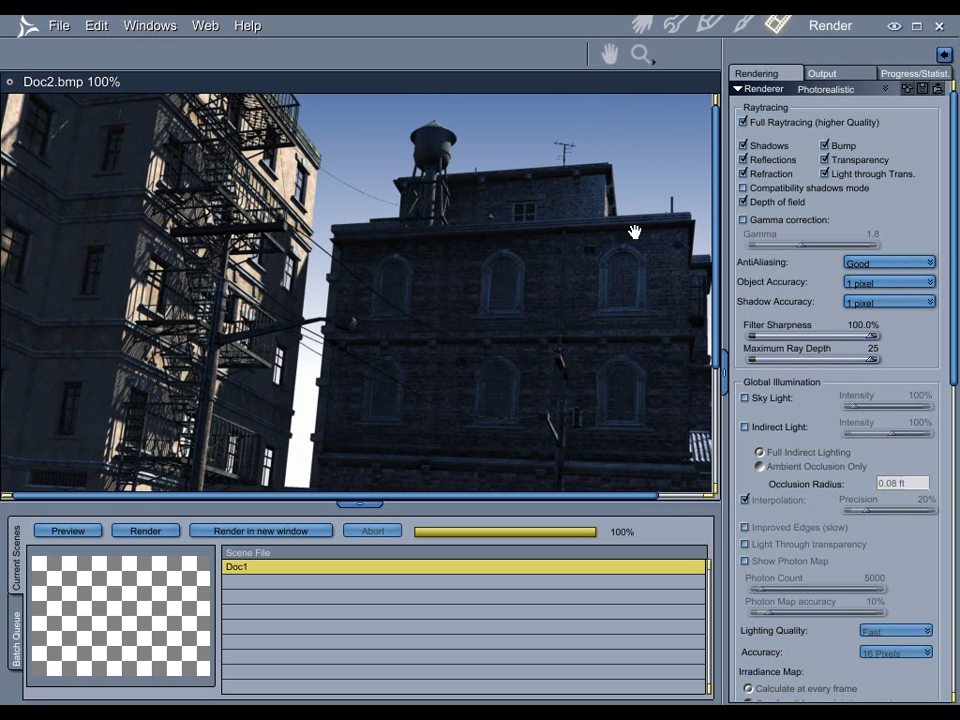 File Edit Windows Web Help Render
Doc2.bmp 100%
Rendering Output Progress/Statist.
Renderer Photorealistic
Raytracing
Full Raytracing (higher Quality)
Shadows Bump
Reflections Transparency
Refraction Light through Trans.
Compatibility shadows mode
Depth of field
Gamma correction:
Gamma 1.8
AntiAliasing: Good
Object Accuracy: 1 pixel
Shadow Accuracy: 1 pixel
Filter Sharpness 100.0%
Maximum Ray Depth 25
Global Illumination
Sky Light: Intensity 100%
Indirect Light: Intensity 100%
Full Indirect Lighting
Ambient Occlusion Only
Occlusion Radius: 0.08 ft
Interpolation: Precision 20%
Improved Edges (slow)
Light Through transparency
Show Photon Map
Photon Count 5000
Photon Map accuracy 10%
Lighting Quality: Fast
Accuracy: 16 Pixels
Irradiance Map:
Calculate at every frame
Current Scenes
Batch Queue
Preview Render Render in new window Abort 100%
Scene File
Doc1